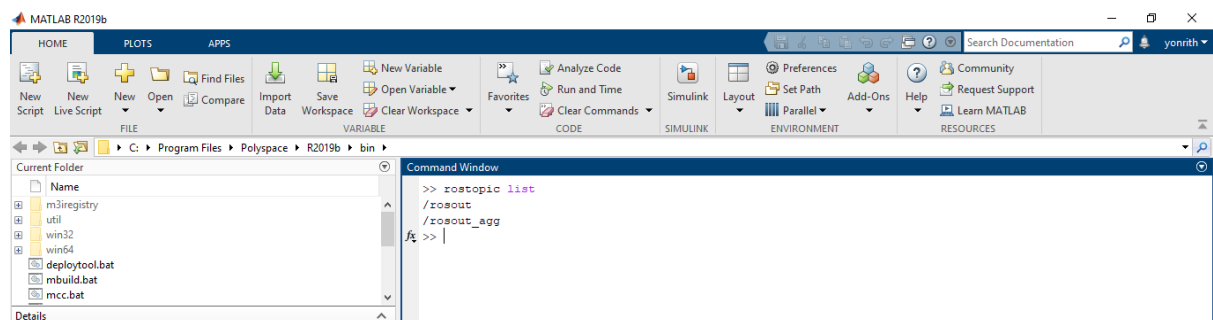 MATLAB R2019b
HOME PLOTS APPS
Search Documentation
yonrith
New Script
New Live Script
New
Open
Find Files
Compare
Import Data
Save Workspace
New Variable
Open Variable
Clear Workspace
Favorites
Analyze Code
Run and Time
Clear Commands
Simulink
Layout
Preferences
Set Path
Parallel
Add-Ons
Help
Community
Request Support
Learn MATLAB
FILE VARIABLE CODE SIMULINK ENVIRONMENT RESOURCES
C: Program Files Polyspace R2019b bin
Current Folder
Name
m3iregistry
util
win32
win64
deploytool.bat
mbuild.bat
mcc.bat
Details
Command Window
>> rostopic list
/rosout
/rosout_agg
fx >>